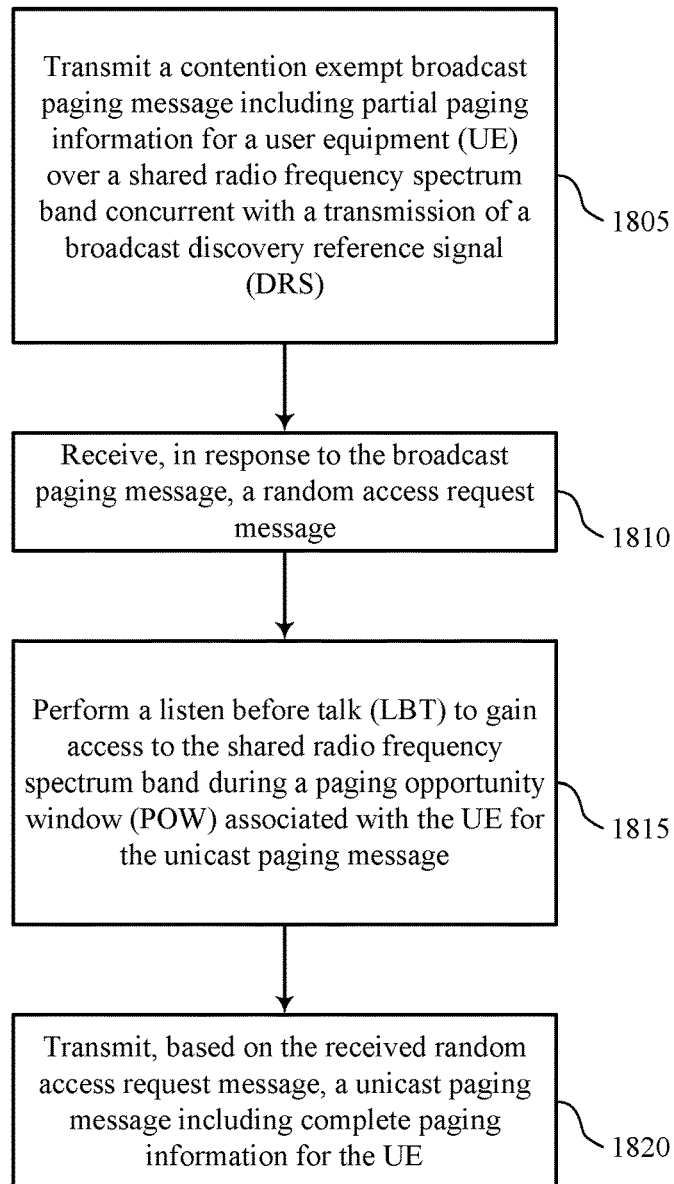 Transmit a contention exempt broadcast
paging message including partial paging
information for a user equipment (UE)
over a shared radio frequency spectrum
band concurrent with a transmission of a
broadcast discovery reference signal
(DRS)
1805
Receive, in response to the broadcast
paging message, a random access request
message
1810
Perform a listen before talk (LBT) to gain
access to the shared radio frequency
spectrum band during a paging opportunity
window (POW) associated with the UE for
the unicast paging message
1815
Transmit, based on the received random
access request message, a unicast paging
message including complete paging
information for the UE
1820